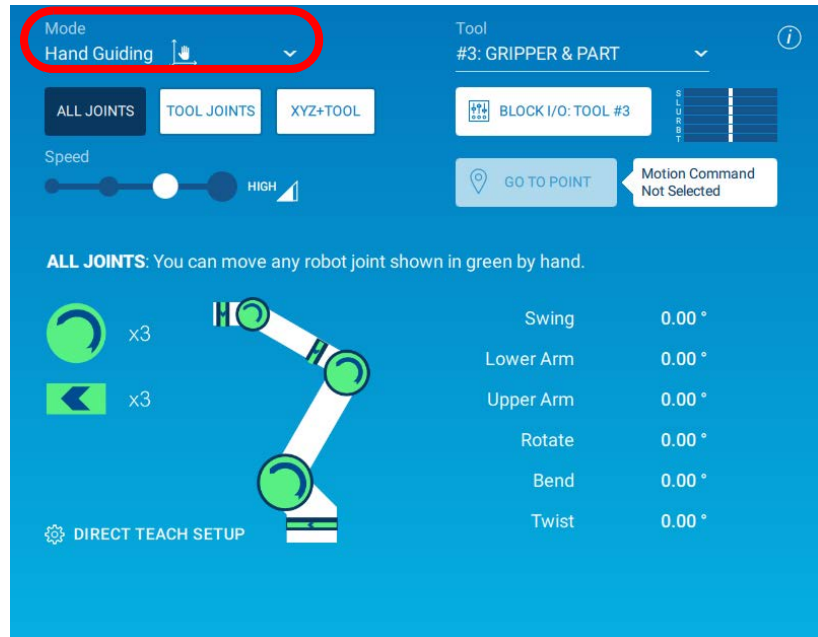 Mode
Hand Guiding
Tool
#3: GRIPPER & PART
i
ALL JOINTS
TOOL JOINTS
XYZ+TOOL
BLOCK I/O: TOOL #3
S
L
U
R
B
T
Speed
HIGH
GO TO POINT
Motion Command
Not Selected
ALL JOINTS: You can move any robot joint shown in green by hand.
x3
x3
Swing 0.00 °
Lower Arm 0.00 °
Upper Arm 0.00 °
Rotate 0.00 °
Bend 0.00 °
Twist 0.00 °
DIRECT TEACH SETUP